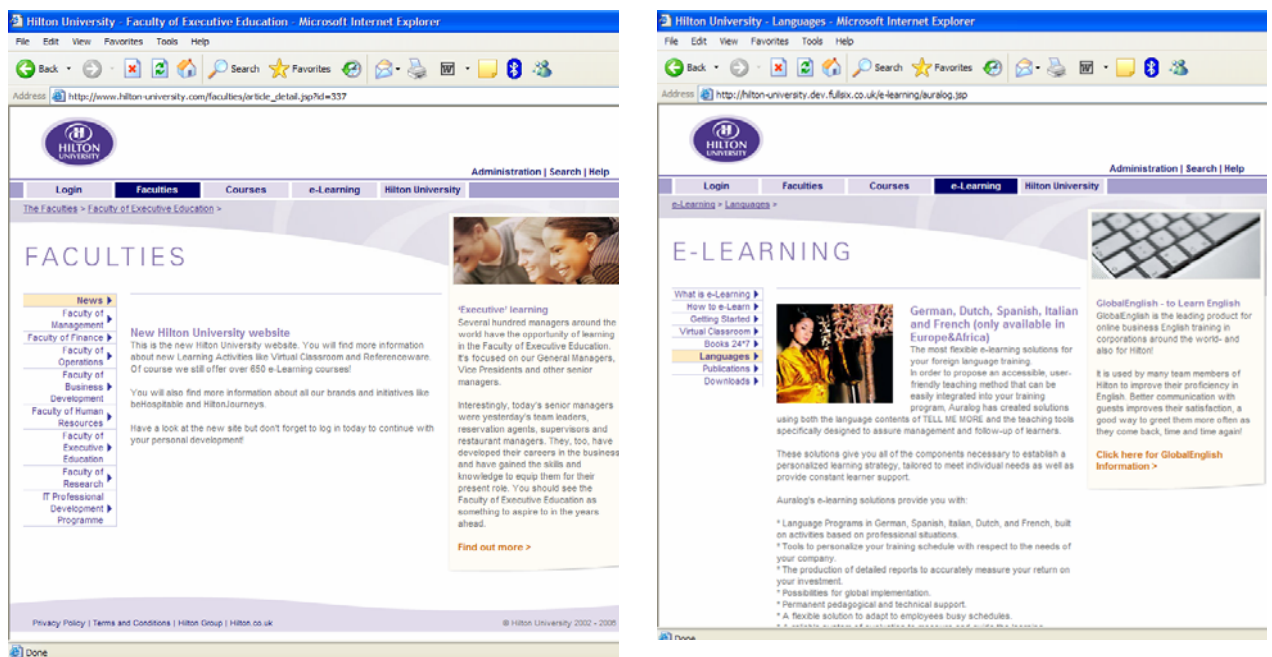 Hilton University - Faculty of Executive Education - Microsoft Internet Explorer
File Edit View Favorites Tools Help
Back Search Favorites
Address http://www.hilton-university.com/faculties/article_detail.jsp?id=337
HILTON
UNIVERSITY
Administration | Search | Help
Login Faculties Courses e-Learning Hilton University
The Faculties > Faculty of Executive Education >
FACULTIES
News
Faculty of
Management
Faculty of Finance
Faculty of
Operations
Faculty of
Business
Development
Faculty of Human
Resources
Faculty of
Executive
Education
Faculty of
Research
IT Professional
Development
Programme
New Hilton University website
This is the new Hilton University website. You will find more information
about new Learning Activities like Virtual Classroom and Referenceware.
Of course we still offer over 650 e-Learning courses!
You will also find more information about all our brands and initiatives like
beHospitable and HiltonJourneys.
Have a look at the new site but don't forget to log in today to continue with
your personal development!
'Executive' learning
Several hundred managers around the
world have the opportunity of learning
in the Faculty of Executive Education.
It's focused on our General Managers,
Vice Presidents and other senior
managers.
Interestingly, today's senior managers
were yesterday's team leaders,
reservation agents, supervisors and
restaurant managers. They, too, have
developed their careers in the business
and have gained the skills and
knowledge to equip them for their
present role. You should see the
Faculty of Executive Education as
something to aspire to in the years
ahead.
Find out more >
Privacy Policy | Terms and Conditions | Hilton Group | Hilton.co.uk
© Hilton University 2002 - 2006
Done
Hilton University - Languages - Microsoft Internet Explorer
File Edit View Favorites Tools Help
Back Search Favorites
Address http://hilton-university.dev.fullsix.co.uk/e-learning/auralog.jsp
HILTON
UNIVERSITY
Administration | Search | Help
Login Faculties Courses e-Learning Hilton University
e-Learning > Languages >
E-LEARNING
What is e-Learning
How to e-Learn
Getting Started
Virtual Classroom
Books 24*7
Languages
Publications
Downloads
German, Dutch, Spanish, Italian
and French (only available in
Europe&Africa)
The most flexible e-learning solutions for
your foreign language training.
In order to propose an accessible, user-
friendly teaching method that can be
easily integrated into your training
program, Auralog has created solutions
using both the language contents of TELL ME MORE and the teaching tools
specifically designed to assure management and follow-up of learners.
These solutions give you all of the components necessary to establish a
personalized learning strategy, tailored to meet individual needs as well as
provide constant learner support.
Auralog's e-learning solutions provide you with:
* Language Programs in German, Spanish, Italian, Dutch, and French, built
on activities based on professional situations.
* Tools to personalize your training schedule with respect to the needs of
your company.
* The production of detailed reports to accurately measure your return on
your investment.
* Possibilities for global implementation.
* Permanent pedagogical and technical support.
* A flexible solution to adapt to employees busy schedules.
GlobalEnglish - to Learn English
GlobalEnglish is the leading product for
online business English training in
corporations around the world- and
also for Hilton!
It is used by many team members of
Hilton to improve their proficiency in
English. Better communication with
guests improves their satisfaction, a
good way to greet them more often as
they come back, time and time again!
Click here for GlobalEnglish
Information >
Done